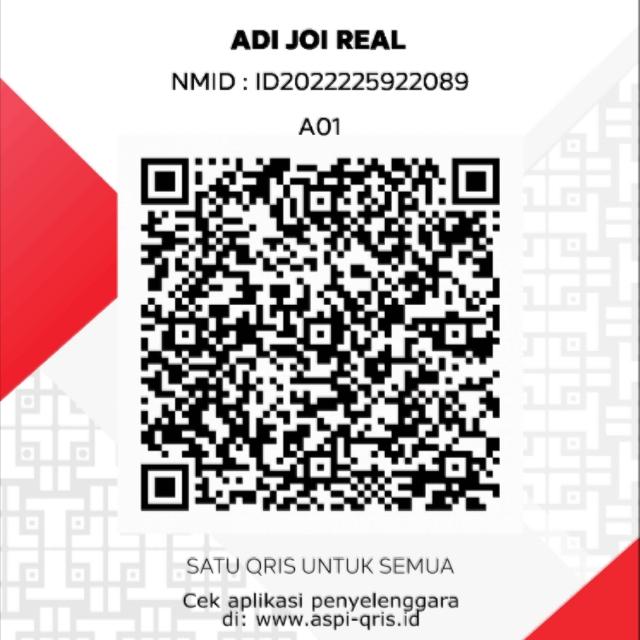 ADI JOI REAL
NMID : ID2022225922089
A01
SATU QRIS UNTUK SEMUA
Cek aplikasi penyelenggara
di: www.aspi-qris.id